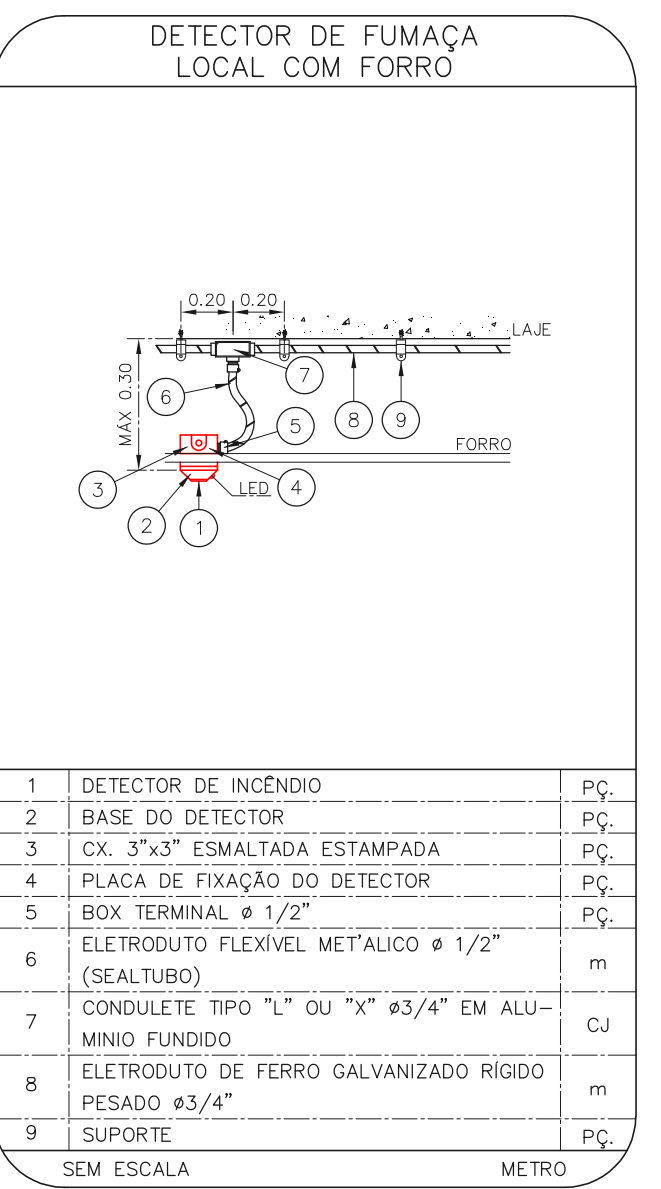 DETECTOR DE FUMAÇA
LOCAL COM FORRO
0.20 0.20
LAJE
MÁX 0.30
7
6
8
9
5
FORRO
3
LED
4
2
1
1 DETECTOR DE INCÊNDIO PÇ.
2 BASE DO DETECTOR PÇ.
3 CX. 3"x3" ESMALTADA ESTAMPADA PÇ.
4 PLACA DE FIXAÇÃO DO DETECTOR PÇ.
5 BOX TERMINAL ø 1/2" PÇ.
6 ELETRODUTO FLEXÍVEL MET'ALICO ø 1/2"
(SEALTUBO) m
7 CONDULETE TIPO "L" OU "X" ø3/4" EM ALU-
MINIO FUNDIDO CJ
8 ELETRODUTO DE FERRO GALVANIZADO RÍGIDO
PESADO ø3/4" m
9 SUPORTE PÇ.
SEM ESCALA METRO